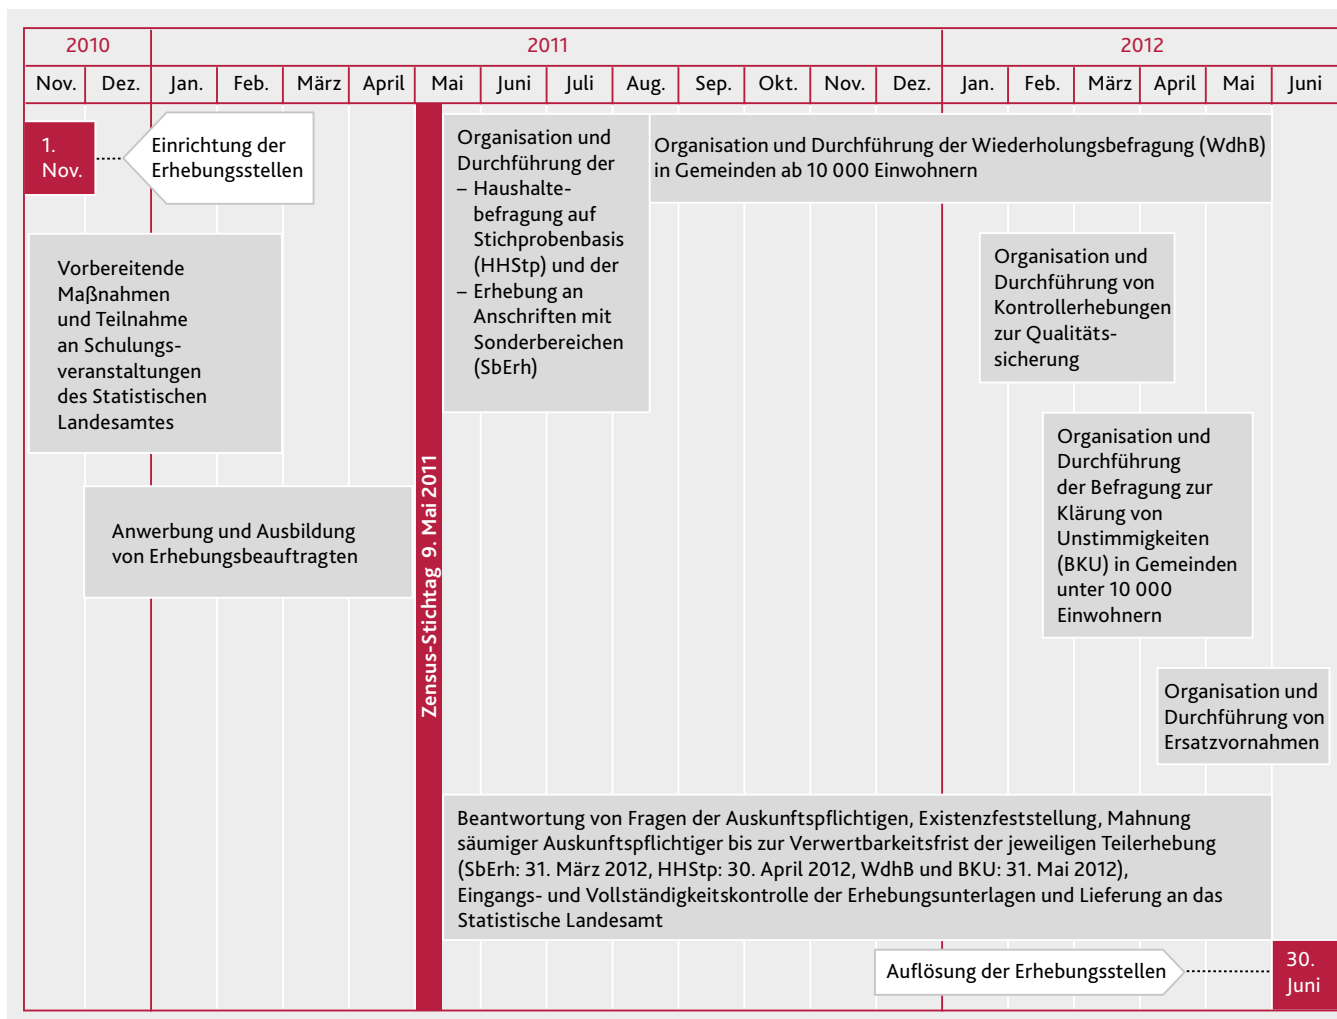 2010 2011 2012
Nov. Dez. Jan. Feb. März April Mai Juni Juli Aug. Sep. Okt. Nov. Dez. Jan. Feb. März April Mai Juni
1.
Nov.
Einrichtung der
Erhebungsstellen
Vorbereitende
Maßnahmen
und Teilnahme
an Schulungs-
veranstaltungen
des Statistischen
Landesamtes
Anwerbung und Ausbildung
von Erhebungsbeauftragten
Zensus-Stichtag 9. Mai 2011
Organisation und
Durchführung der
– Haushalte-
befragung auf
Stichprobenbasis
(HHStp) und der
– Erhebung an
Anschriften mit
Sonderbereichen
(SbErh)
Organisation und Durchführung der Wiederholungsbefragung (WdhB)
in Gemeinden ab 10 000 Einwohnern
Organisation und
Durchführung von
Kontrollerhebungen
zur Qualitäts-
sicherung
Organisation und
Durchführung
der Befragung zur
Klärung von
Unstimmigkeiten
(BKU) in Gemeinden
unter 10 000
Einwohnern
Organisation und
Durchführung von
Ersatzvornahmen
Beantwortung von Fragen der Auskunftspflichtigen, Existenzfeststellung, Mahnung
säumiger Auskunftspflichtiger bis zur Verwertbarkeitsfrist der jeweiligen Teilerhebung
(SbErh: 31. März 2012, HHStp: 30. April 2012, WdhB und BKU: 31. Mai 2012),
Eingangs- und Vollständigkeitskontrolle der Erhebungsunterlagen und Lieferung an das
Statistische Landesamt
Auflösung der Erhebungsstellen
30.
Juni